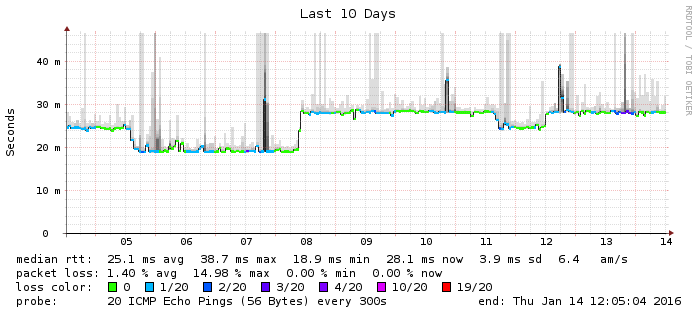 Last 10 Days
RRDTOOL / TOBI OETIKER
Seconds
40 m
30 m
20 m
10 m
0
05 06 07 08 09 10 11 12 13 14
median rtt: 25.1 ms avg 38.7 ms max 18.9 ms min 28.1 ms now 3.9 ms sd 6.4 am/s
packet loss: 1.40 % avg 14.98 % max 0.00 % min 0.00 % now
loss color: 0 1/20 2/20 3/20 4/20 10/20 19/20
probe: 20 ICMP Echo Pings (56 Bytes) every 300s end: Thu Jan 14 12:05:04 2016